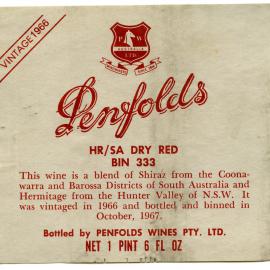 VINTAGE 1966
P W
AUSTRALIA
LTD
Penfolds
HR/SA DRY RED
BIN 333
This wine is a blend of Shiraz from the Coona-
warra and Barossa Districts of South Australia and
Hermitage from the Hunter Valley of N.S.W. It
was vintaged in 1966 and bottled and binned in
October, 1967.
Bottled by PENFOLDS WINES PTY. LTD.
NET 1 PINT 6 FL OZ